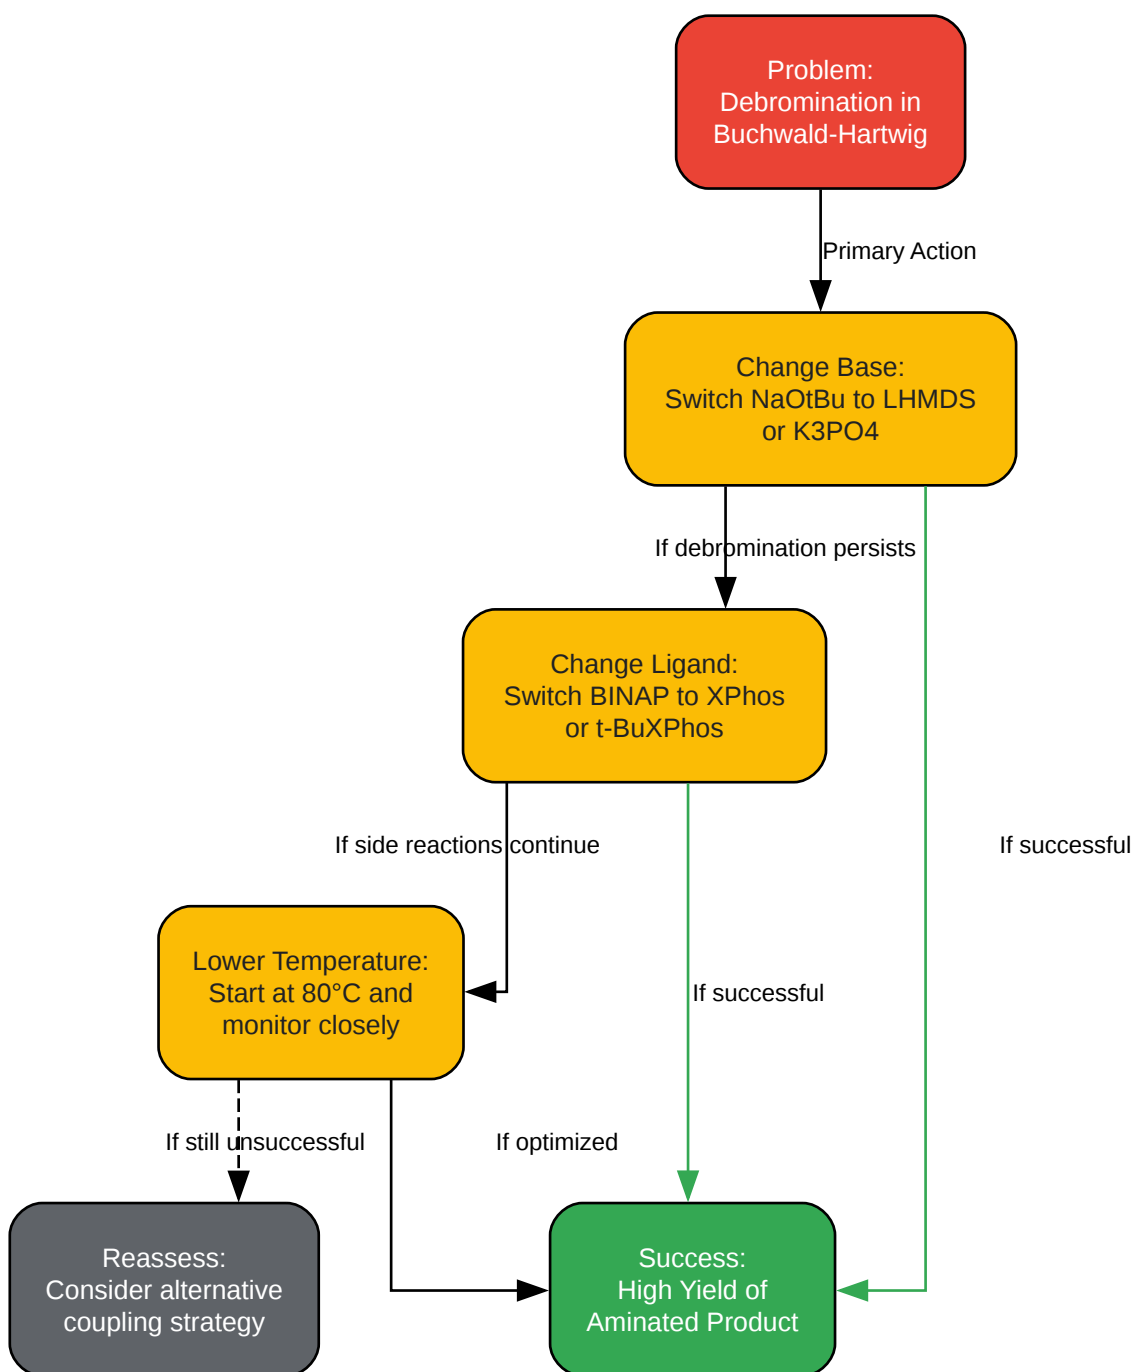 Problem:
Debromination in
Buchwald-Hartwig
Primary Action
Change Base:
Switch NaOtBu to LHMDS
or K3PO4
If debromination persists
Change Ligand:
Switch BINAP to XPhos
or t-BuXPhos
If side reactions continue
If successful
Lower Temperature:
Start at 80°C and
monitor closely
If successful
If still unsuccessful
If optimized
Reassess:
Consider alternative
coupling strategy
Success:
High Yield of
Aminated Product